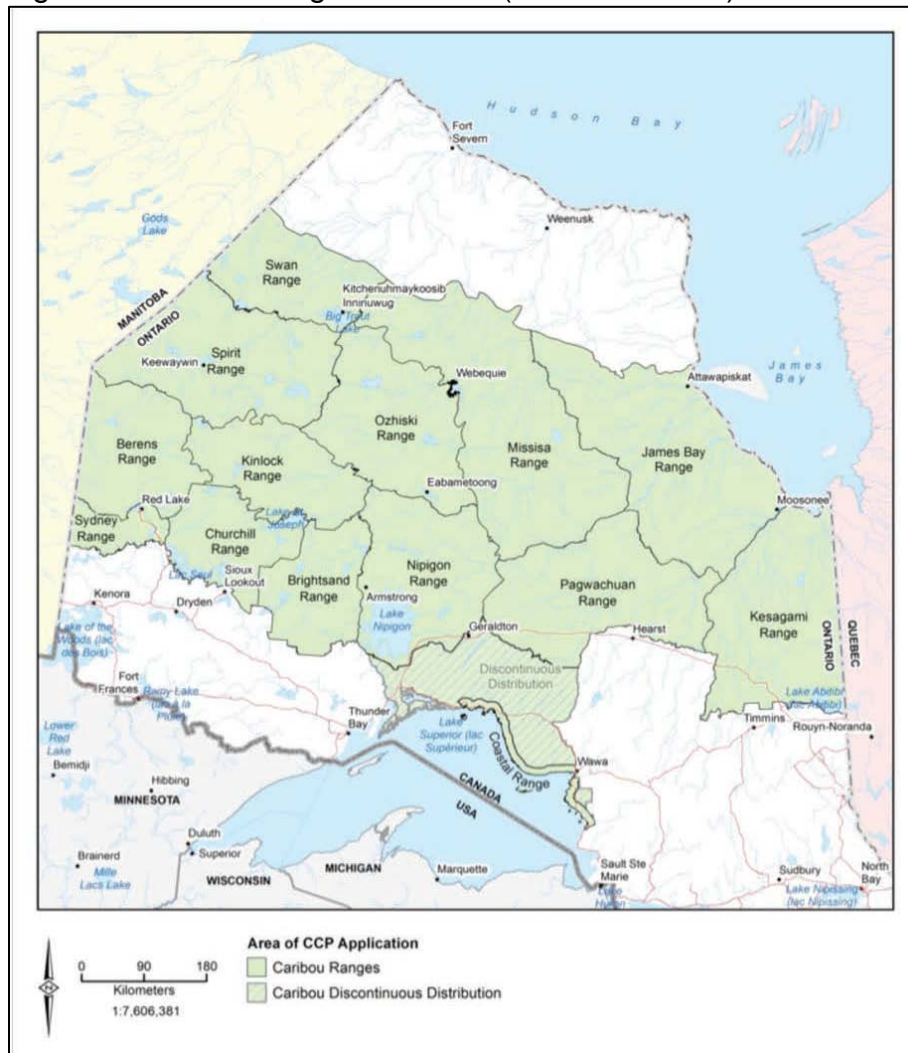 Hudson Bay
Fort
Severn
Weenusk
Gods
Lake
Swan
Range
Kitchenuhmaykoosib
Inninuwug
Big Trout
Lake
MANITOBA
ONTARIO
James
Bay
Keewaywin
Spirit
Range
Webequie
Attawapiskat
Ozhiski
Range
Berens
Range
Missisa
Range
James Bay
Range
Kinlock
Range
Eabametoong
Red Lake
Moosonee
Sydney
Range
Lake St.
Joseph
Churchill
Range
Lac Seul
Sioux
Lookout
Brightsand
Range
Nipigon
Range
Pagwachuan
Range
Armstrong
Lake
Nipigon
Kesagami
Range
ONTARIO
QUEBEC
Kenora
Dryden
Lake of the
Woods (lac
des Bois)
Geraldton
Hearst
Discontinuous
Distribution
Fort
Frances
Rainy Lake
(lac à la
Pluie)
Thunder
Bay
Lake
Superior (lac
Supérieur)
Coastal Range
Lake Abitibi
(lac Abitibi)
Timmins
Rouyn-Noranda
Lower
Red
Lake
Bemidji
Wawa
CANADA
USA
Hibbing
MINNESOTA
Duluth
Superior
Brainerd
Mille
Lacs Lake
WISCONSIN
MICHIGAN
Marquette
Sault Ste
Marie
Lake
Huron
Sudbury
North
Bay
Lake Nipissing
(lac Nipissing)
N
0 90 180
Kilometers
1:7,606,381
Area of CCP Application
Caribou Ranges
Caribou Discontinuous Distribution